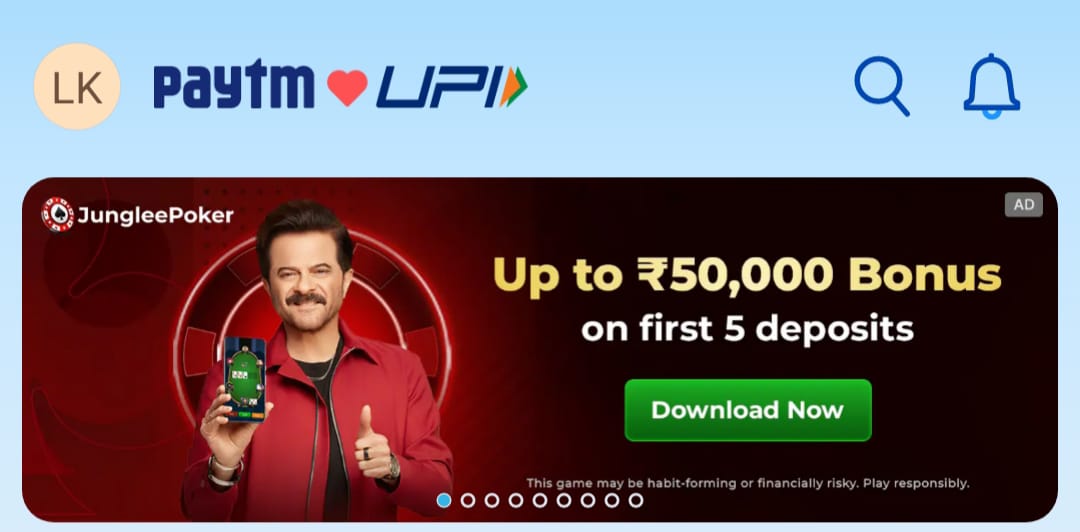 LK paytm UPI
JungleePoker
AD
Up to ₹50,000 Bonus
on first 5 deposits
Download Now
This game may be habit-forming or financially risky. Play responsibly.